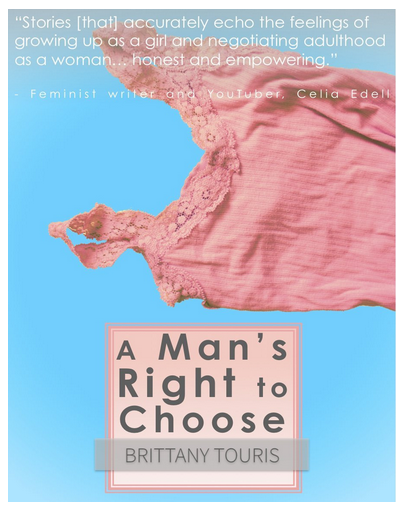 “Stories [that] accurately echo the feelings of
growing up as a girl and negotiating adulthood
as a woman... honest and empowering.”
- Feminist writer and YouTuber, Celia Edell
A Man’s
Right to
Choose
BRITTANY TOURIS